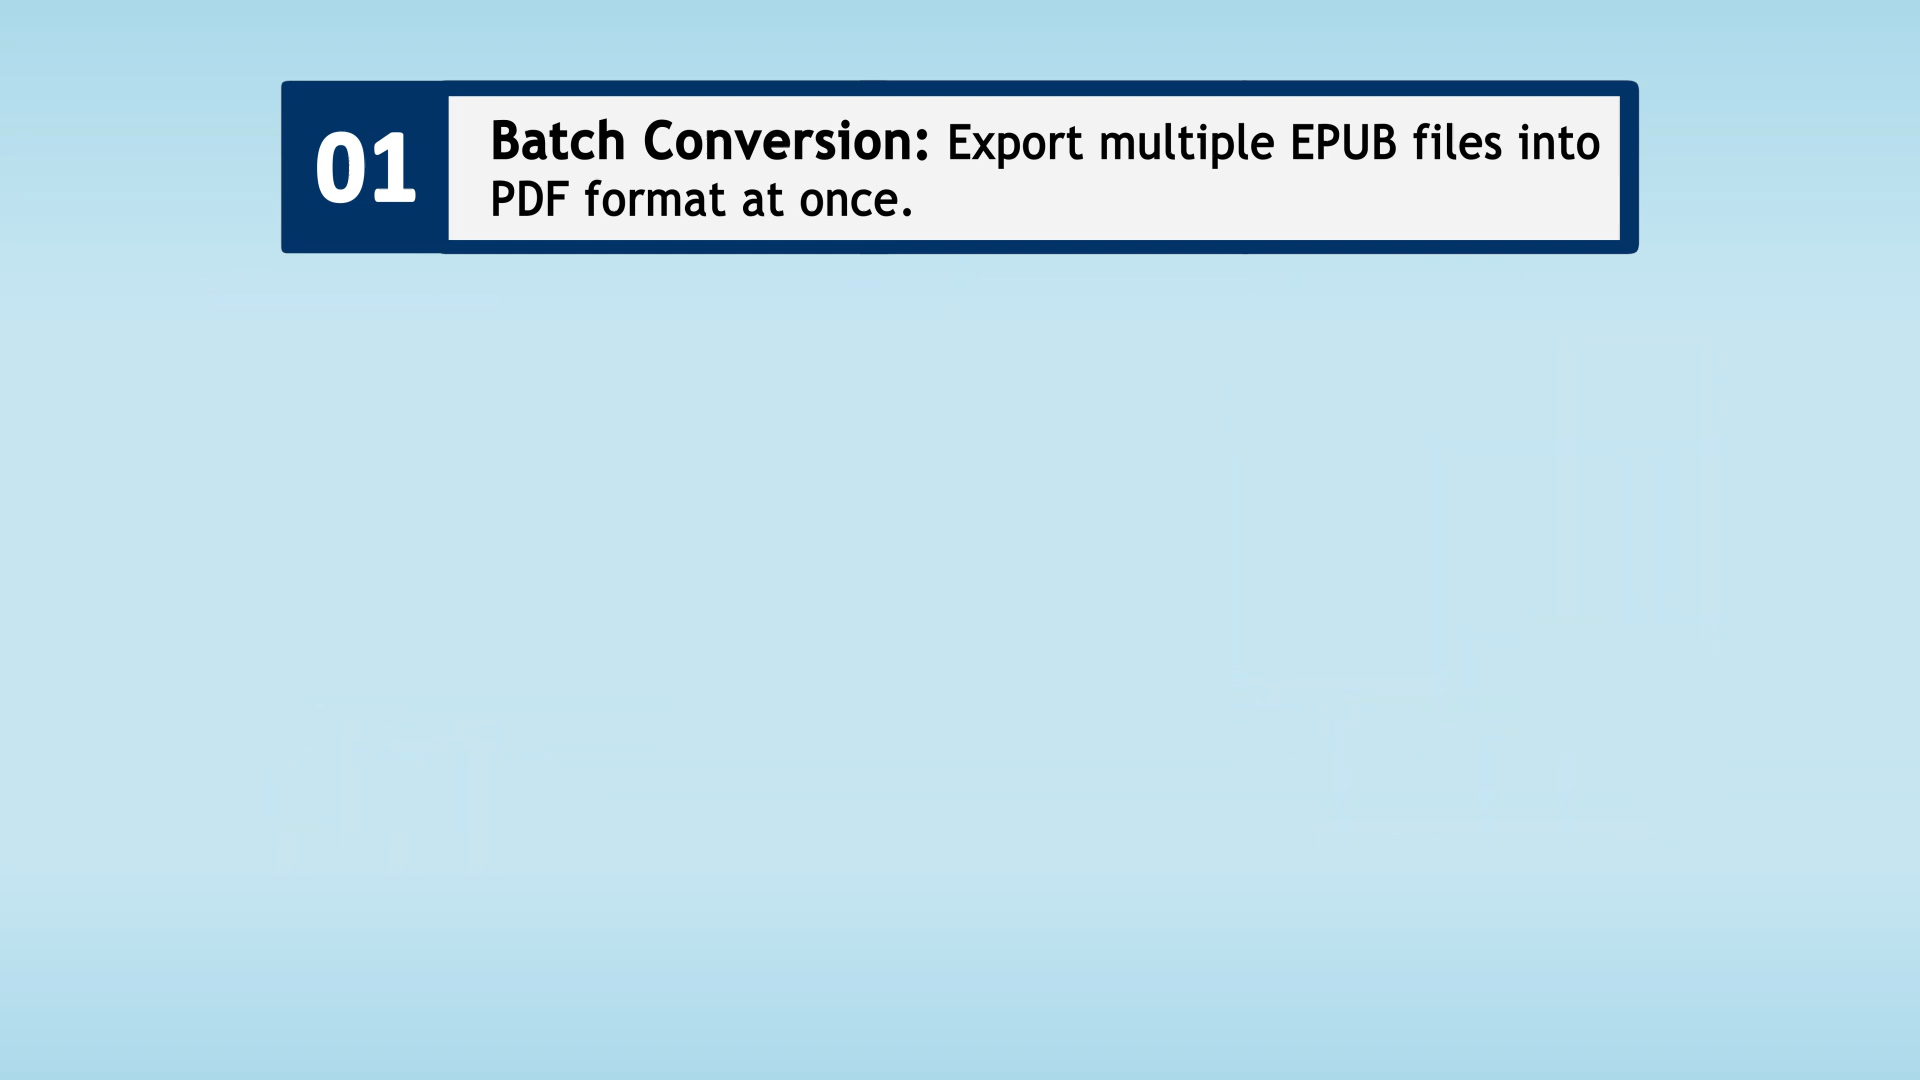 01
Batch Conversion: Export multiple EPUB files into
PDF format at once.